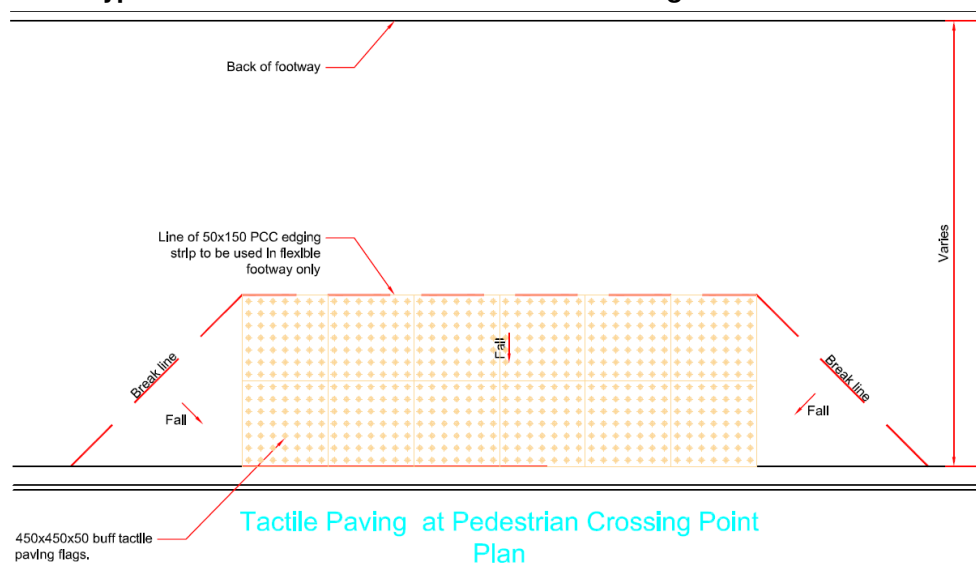 Back of footway
Line of 50x150 PCC edging
strip to be used in flexible
footway only
Varies
Fall
Break line
Break line
Fall
Fall
450x450x50 buff tactile
paving flags.
Tactile Paving at Pedestrian Crossing Point
Plan